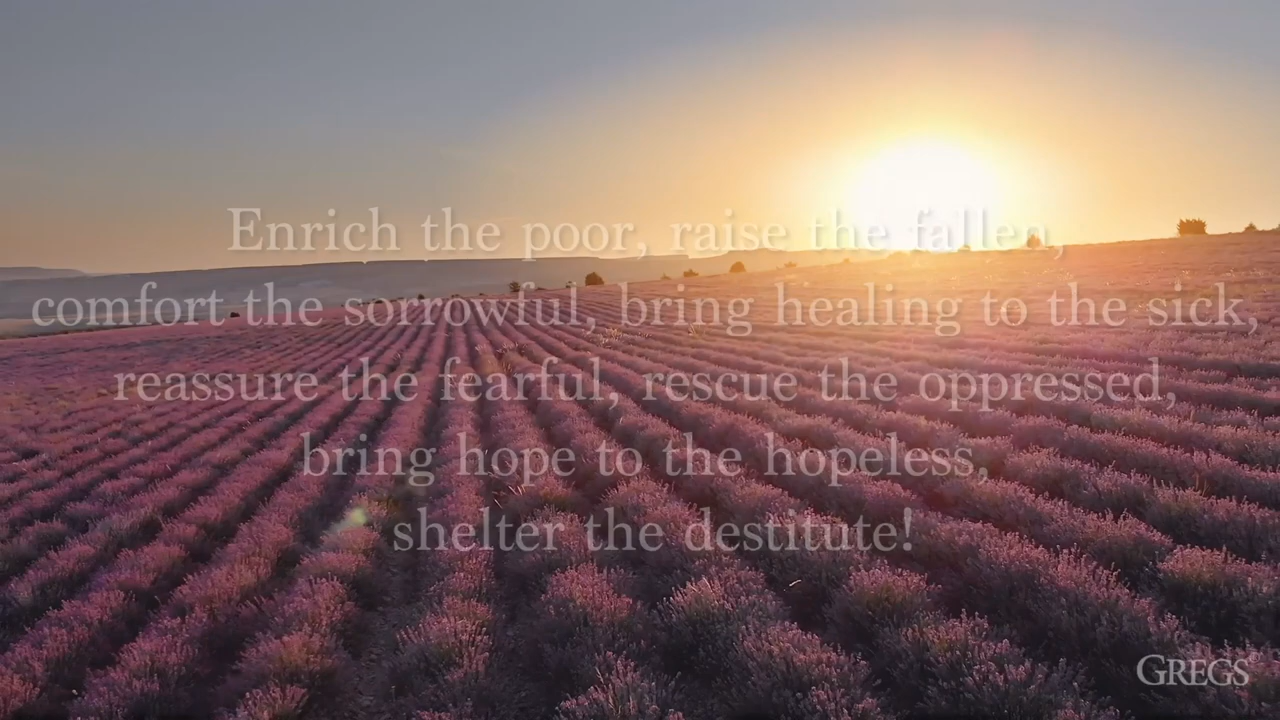 Enrich the poor, raise the fallen,
comfort the sorrowful, bring healing to the sick,
reassure the fearful, rescue the oppressed,
bring hope to the hopeless,
shelter the destitute!
GREGS